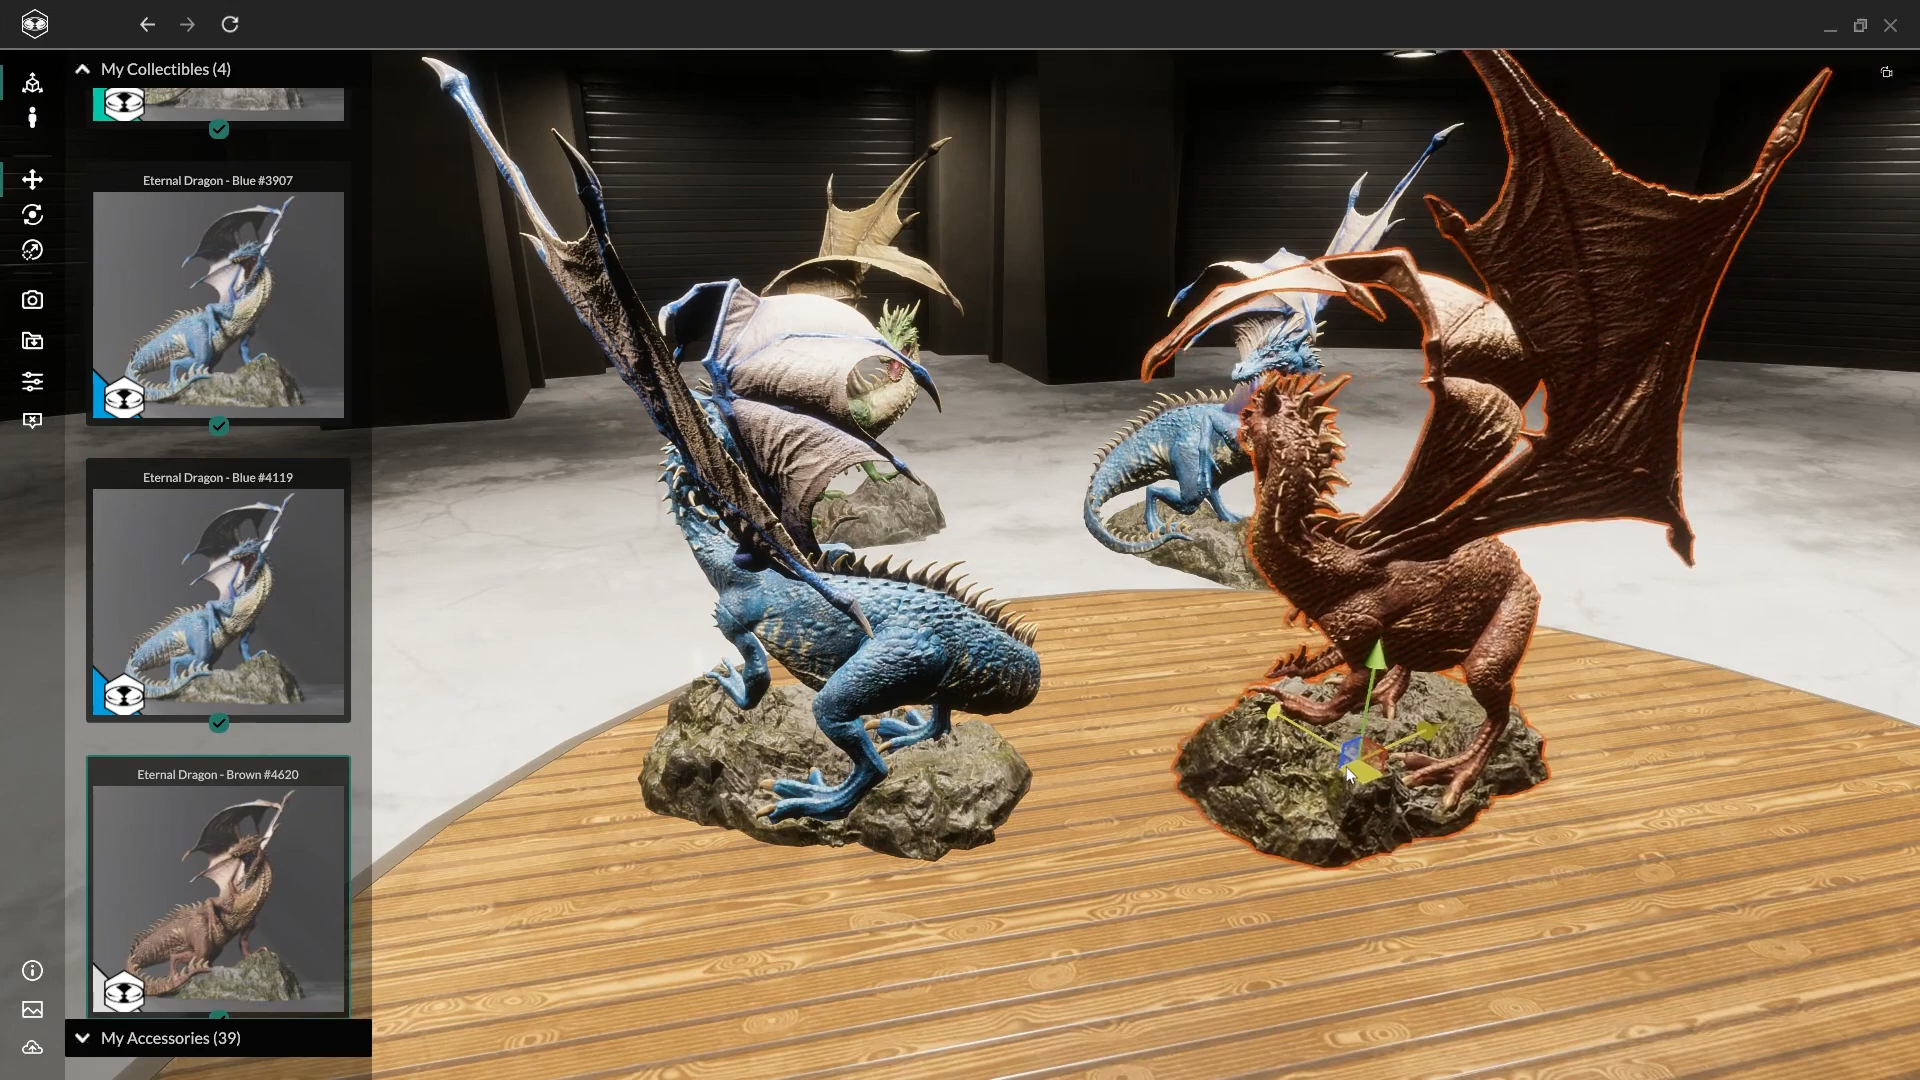 My Collectibles (4)
Eternal Dragon - Blue #3907
Eternal Dragon - Blue #4119
Eternal Dragon - Brown #4620
My Accessories (39)